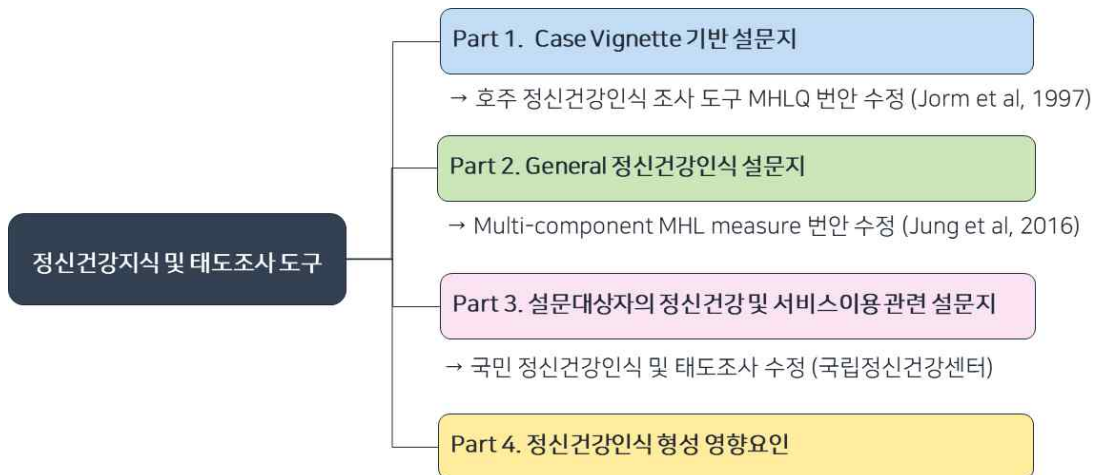 Part 1. Case Vignette 기반 설문지
→ 호주 정신건강인식 조사 도구 MHLQ 번안 수정 (Jorm et al, 1997)
Part 2. General 정신건강인식 설문지
→ Multi-component MHL measure 번안 수정 (Jung et al, 2016)
정신건강지식 및 태도조사 도구
Part 3. 설문대상자의 정신건강 및 서비스이용 관련 설문지
→ 국민 정신건강인식 및 태도조사 수정 (국립정신건강센터)
Part 4. 정신건강인식 형성 영향요인